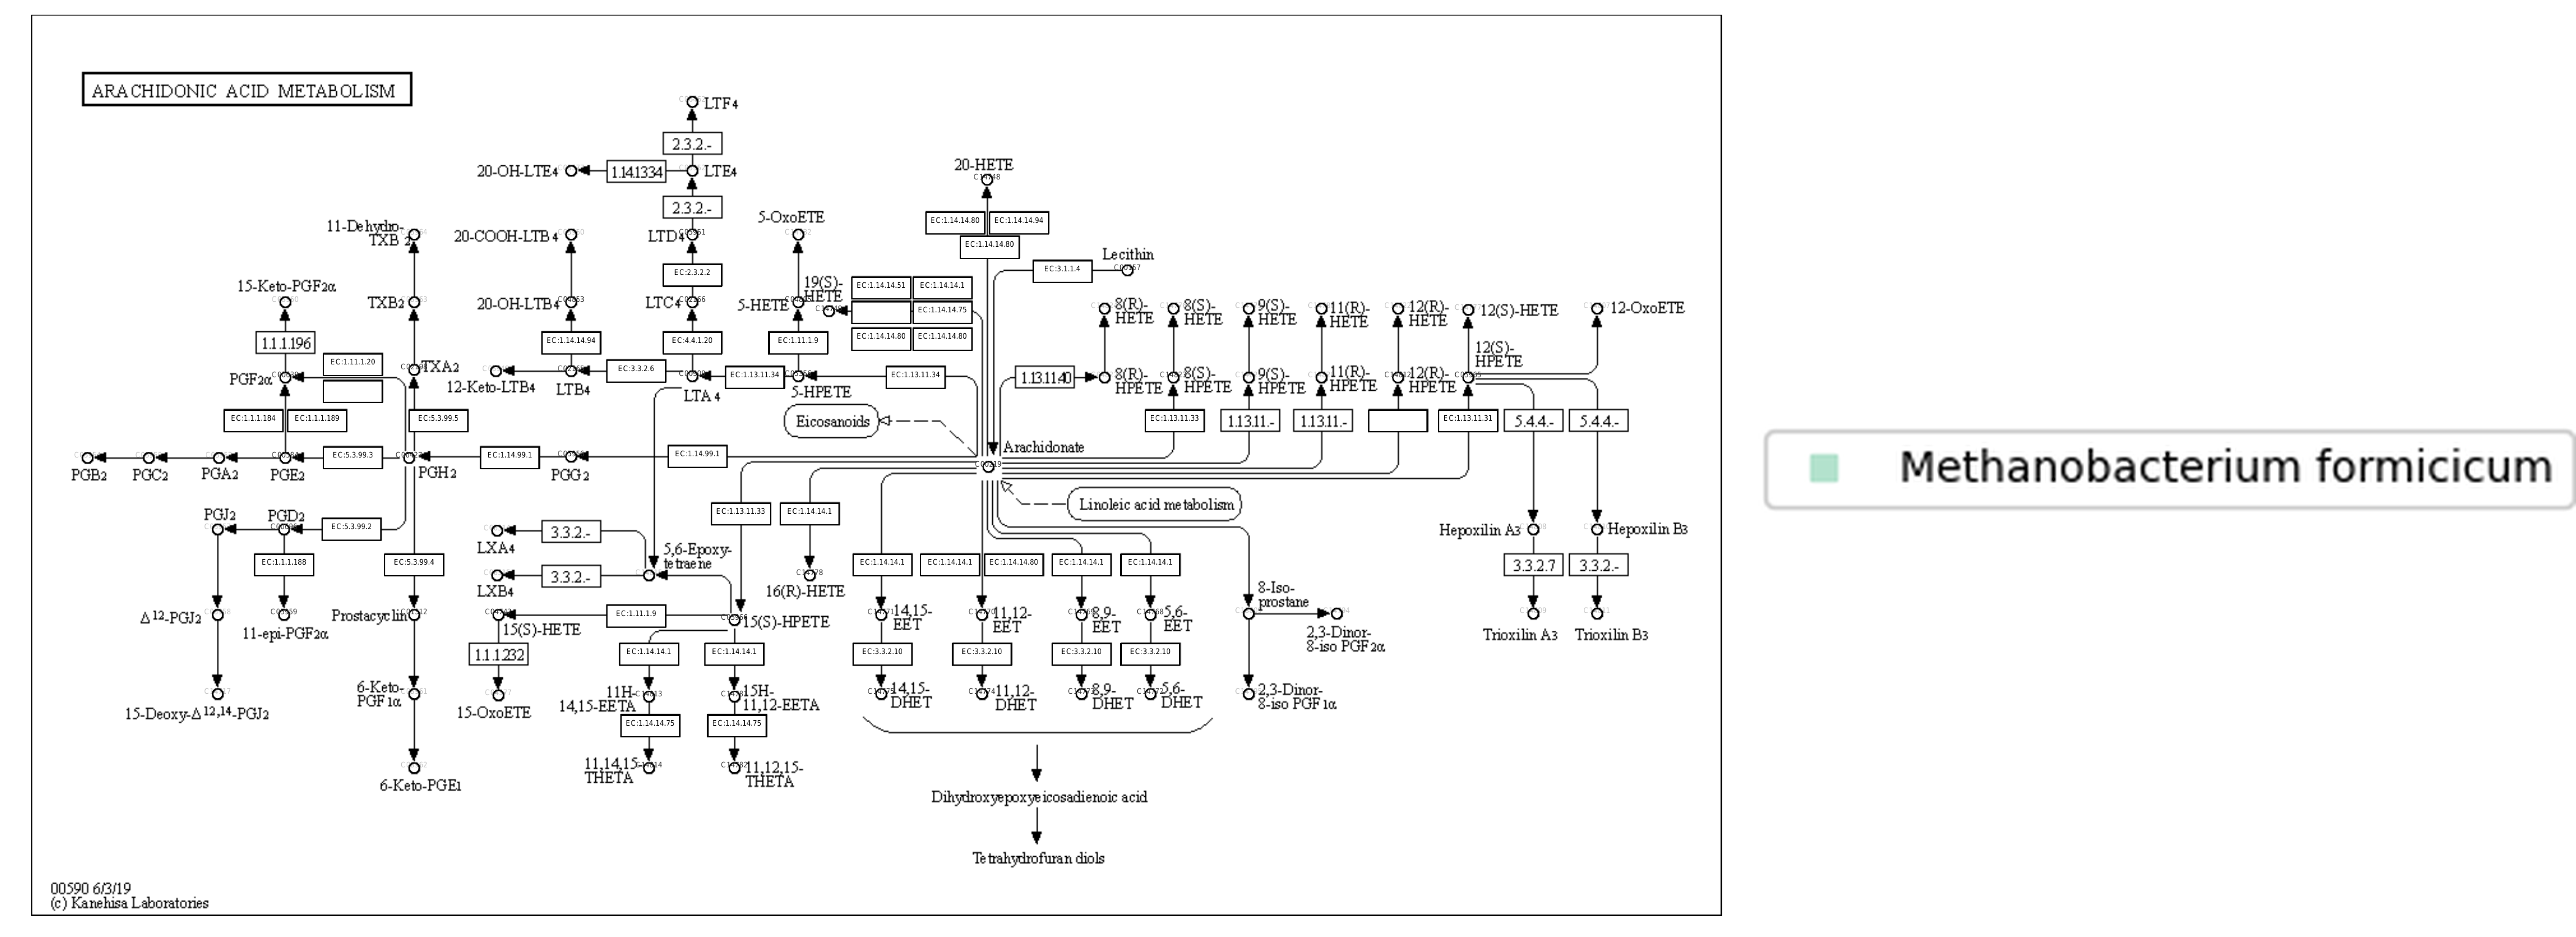 ARACHIDONIC ACID METABOLISM
LTF4
2.3.2.-
20-OH-LTE4
1.14.1334
LTE4
20-HETE
C14748
2.3.2.-
5-OxoETE
EC:1.14.14.80
EC:1.14.14.94
11-Dehydro-
TXB 2
20-COOH-LTB4
LTD4
EC:1.14.14.80
Lecithin
EC:2.3.2.2
EC:3.1.1.4
15-Keto-PGF2α
19(S)-
HETE
EC:1.14.14.51
EC:1.14.14.1
TXB2
20-OH-LTB4
LTC4
5-HETE
EC:1.14.14.75
8(R)-
HETE
8(S)-
HETE
9(S)-
HETE
11(R)-
HETE
12(R)-
HETE
12(S)-HETE
12-OxoETE
1.1.1.196
EC:1.14.14.94
EC:4.4.1.20
EC:1.11.1.9
EC:1.14.14.80
EC:1.14.14.80
12(S)-
HPETE
EC:1.11.1.20
TXA2
EC:3.3.2.6
PGF2α
12-Keto-LTB4
LTB4
LTA4
EC:1.13.11.34
5-HPETE
EC:1.13.11.34
1.13.11.40
8(R)-
HPETE
8(S)-
HPETE
9(S)-
HPETE
11(R)-
HPETE
12(R)-
HPETE
EC:1.1.1.184
EC:1.1.1.189
EC:5.3.99.5
Eicosanoids
EC:1.13.11.33
1.13.11.-
1.13.11.-
EC:1.13.11.31
5.4.4.-
5.4.4.-
PGB2
PGC2
PGA2
PGE2
EC:5.3.99.3
PGH2
EC:1.14.99.1
PGG2
EC:1.14.99.1
Arachidonate
Methanobacterium formicicum
Linoleic acid metabolism
PGJ2
PGD2
EC:5.3.99.2
EC:1.13.11.33
EC:1.14.14.1
LXA4
3.3.2.-
5,6-Epoxy-
tetraene
Hepoxilin A3
Hepoxilin B3
EC:1.1.1.188
EC:5.3.99.4
LXB4
3.3.2.-
16(R)-HETE
EC:1.14.14.1
EC:1.14.14.1
EC:1.14.14.80
EC:1.14.14.1
EC:1.14.14.1
3.3.2.7
3.3.2.-
8-Iso-
prostane
Δ12-PGJ2
11-epi-PGF2α
Prostacyclin
15(S)-HETE
EC:1.11.1.9
15(S)-HPETE
14,15-
EET
11,12-
EET
8,9-
EET
5,6-
EET
2,3-Dinor-
8-iso PGF2α
Trioxilin A3
Trioxilin B3
1.1.1.232
EC:1.14.14.1
EC:1.14.14.1
EC:3.3.2.10
EC:3.3.2.10
EC:3.3.2.10
EC:3.3.2.10
15-Deoxy-Δ12,14-PGJ2
6-Keto-
PGF1α
15-OxoETE
11H-
14,15-EETA
15H-
11,12-EETA
14,15-
DHET
11,12-
DHET
8,9-
DHET
5,6-
DHET
2,3-Dinor-
8-iso PGF1α
EC:1.14.14.75
EC:1.14.14.75
6-Keto-PGE1
11,14,15-
THETA
11,12,15-
THETA
Dihydroxyepoxyeicosadienoic acid
Tetrahydrofuran diols
00590 6/3/19
(c) Kanehisa Laboratories